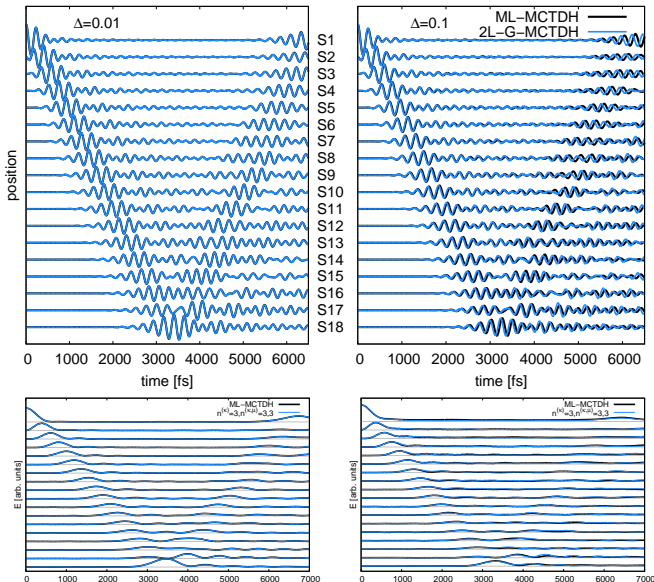 Δ=0.01
Δ=0.1
ML-MCTDH
2L-G-MCTDH
S1
S2
S3
S4
S5
S6
S7
S8
S9
S10
S11
S12
S13
S14
S15
S16
S17
S18
position
0 1000 2000 3000 4000 5000 6000
time [fs]
0 1000 2000 3000 4000 5000 6000
time [fs]
ML-MCTDH
n(κ)=3,n(κ,μ)=3,3
E [arb. units]
0 1000 2000 3000 4000 5000 6000 7000
ML-MCTDH
n(κ)=3,n(κ,μ)=3,3
E [arb. units]
0 1000 2000 3000 4000 5000 6000 7000